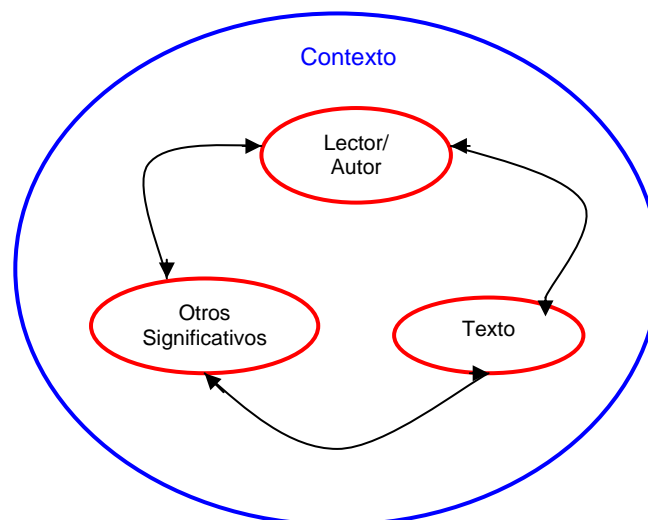 Contexto
Lector/
Autor
Otros
Significativos
Texto